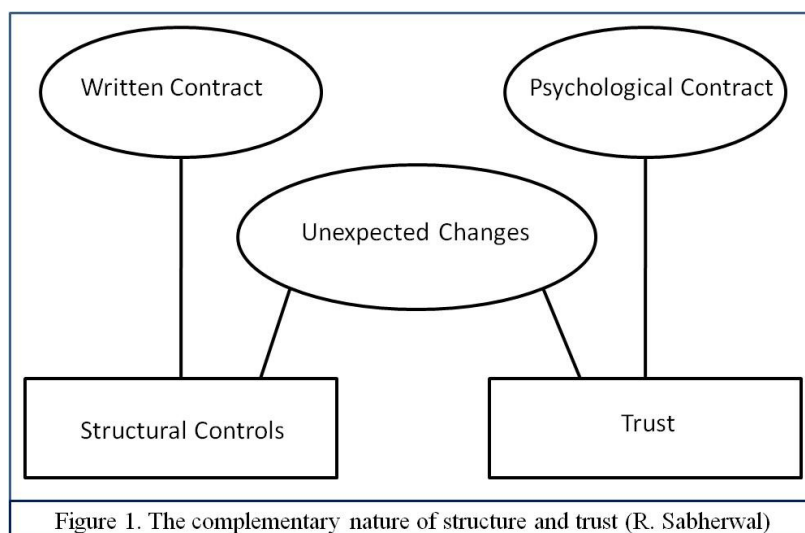 Written Contract
Psychological Contract
Unexpected Changes
Structural Controls
Trust
Figure 1. The complementary nature of structure and trust (R. Sabherwal)